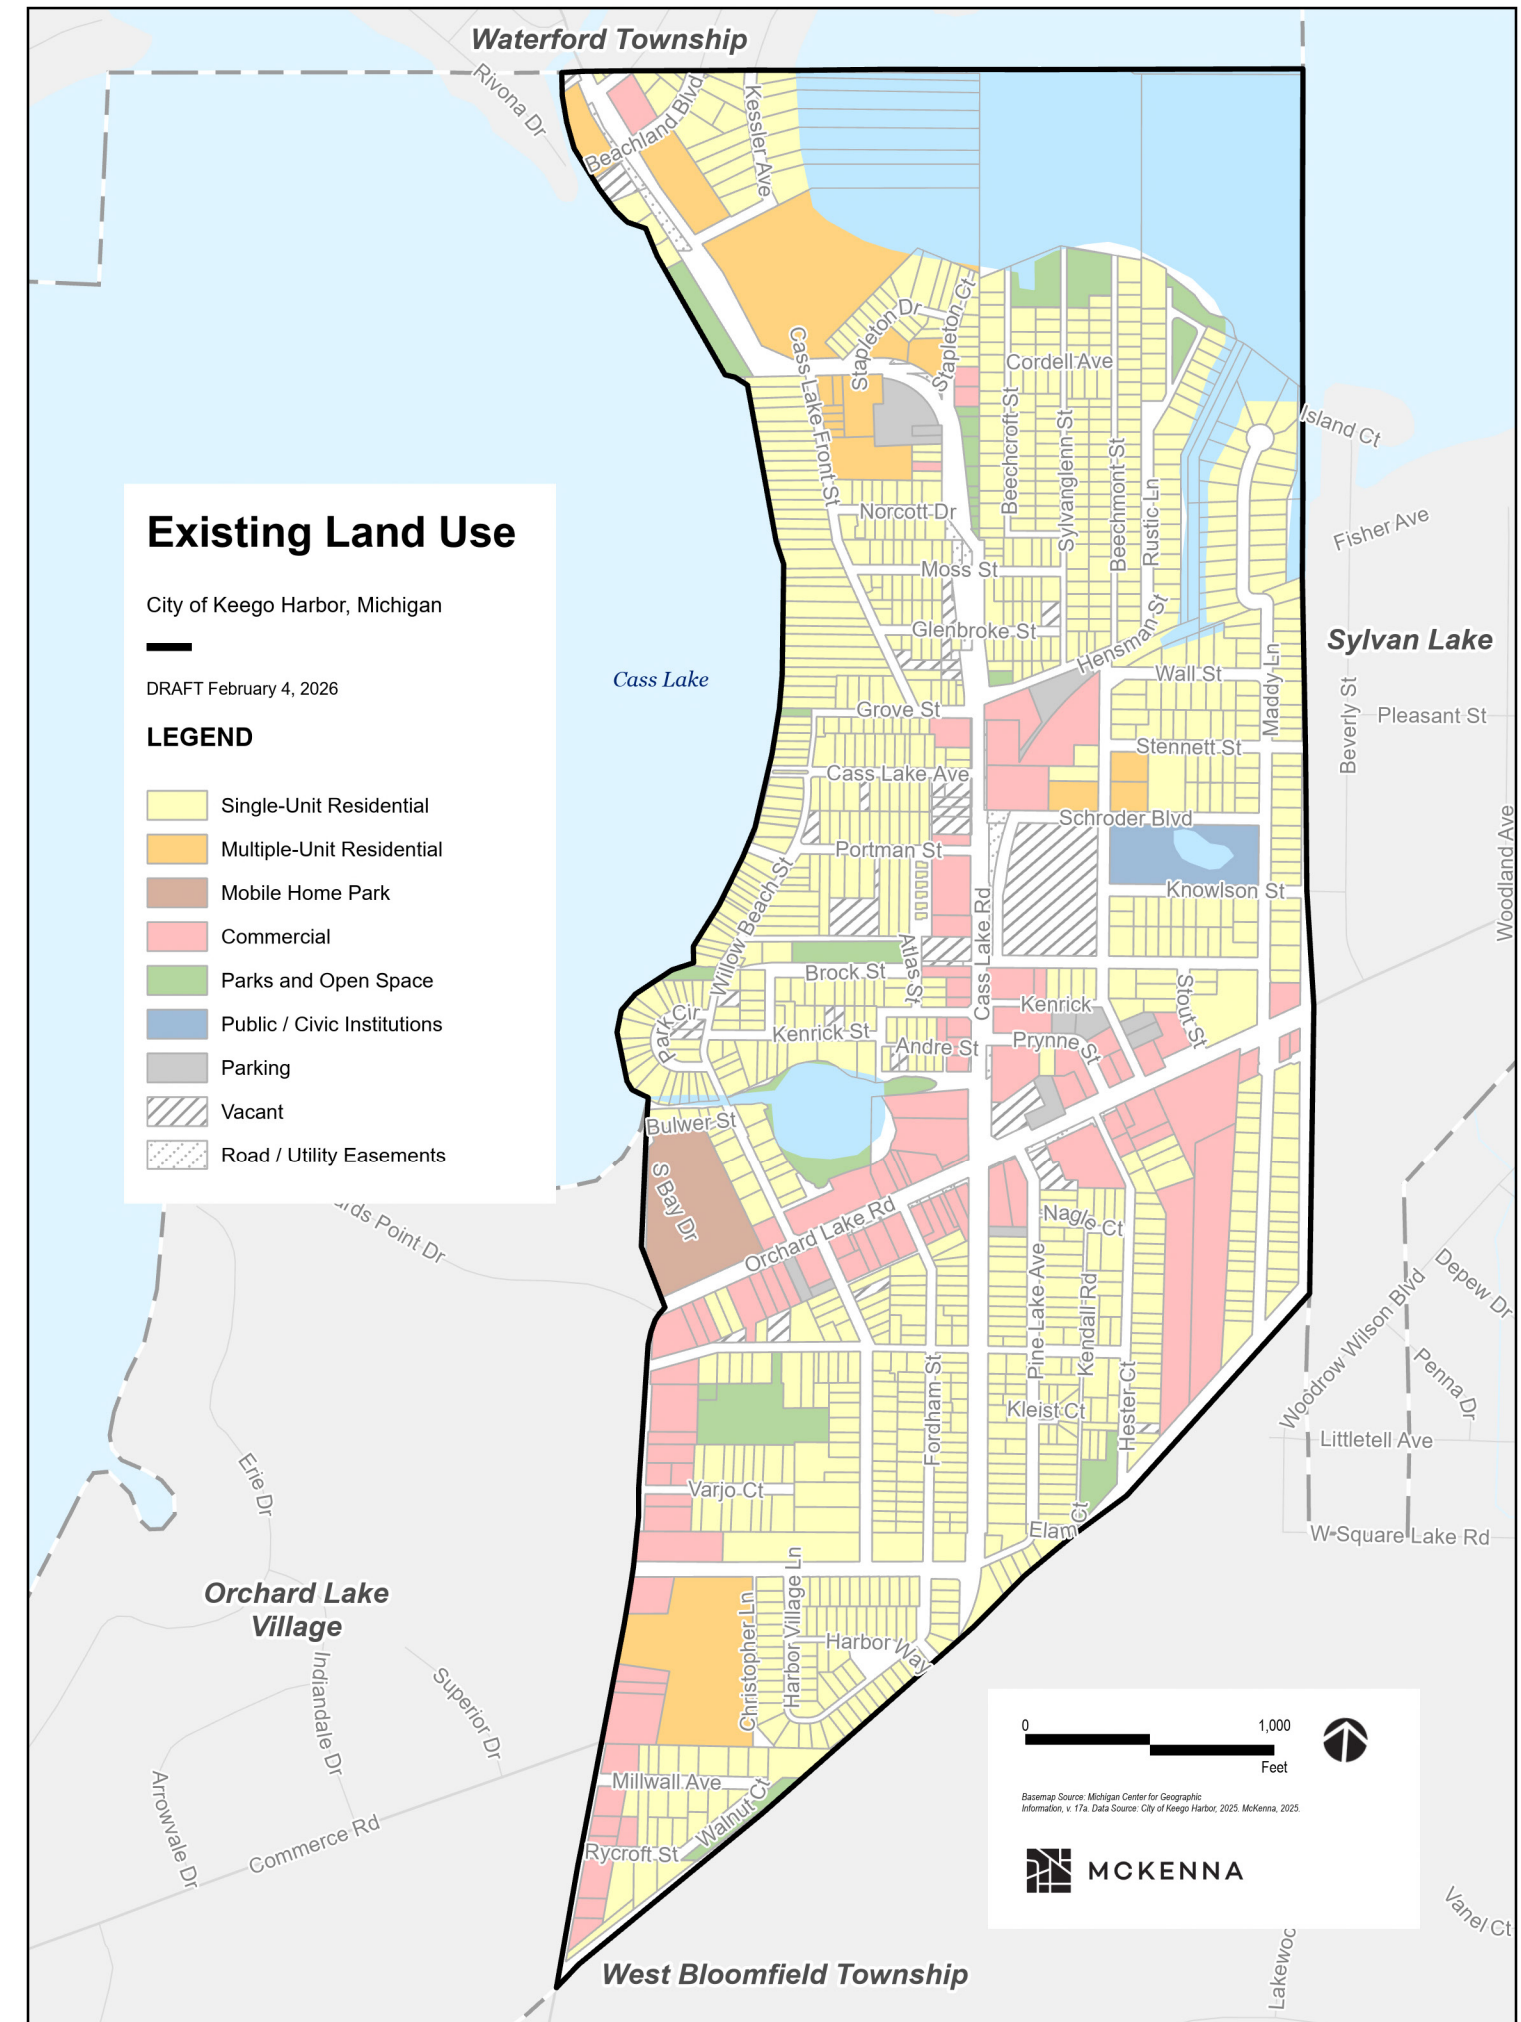 Waterford Township
Rivona Dr
Beachland Blvd
Kessler Ave
Stapleton Dr
Stapleton Ct
Cass Lake Front St
Cordell Ave
Beechcroft St
Sylvanglenn St
Beechmont St
Rustic Ln
Island Ct
Fisher Ave
Norcott Dr
Moss St
Glenbroke St
Hensman St
Existing Land Use
City of Keego Harbor, Michigan
DRAFT February 4, 2026
LEGEND
Single-Unit Residential
Multiple-Unit Residential
Mobile Home Park
Commercial
Parks and Open Space
Public / Civic Institutions
Parking
Vacant
Road / Utility Easements
Cass Lake
Sylvan Lake
Wall St
Maddy Ln
Beverly St
Pleasant St
Grove St
Stennett St
Cass Lake Ave
Schroder Blvd
Woodland Ave
Portman St
Knowlson St
Willow Beach St
Cass Lake Rd
Atlas St
Brock St
Park Cir
Kenrick St
Kenrick
Stout St
Andre St
Prynne St
Bulwer St
S Bay Dr
Orchard Lake Rd
Nagle Ct
Pine Lake Ave
Kendall Rd
ards Point Dr
Depew Dr
Woodrow Wilson Blvd
Penna Dr
Fordham St
Kleist Ct
Hester Ct
Littletell Ave
Erie Dr
Varjo Ct
Elam Ct
W Square Lake Rd
Orchard Lake
Village
Christopher Ln
Harbor Village Ln
Harbor Way
Indiandale Dr
Superior Dr
Arrowvale Dr
Commerce Rd
Millwall Ave
Walnut Ct
Rycroft St
0
1,000
Feet
Basemap Source: Michigan Center for Geographic
Information, v. 17a. Data Source: City of Keego Harbor, 2025. McKenna, 2025.
MCKENNA
Vanel Ct
Lakewoo
West Bloomfield Township